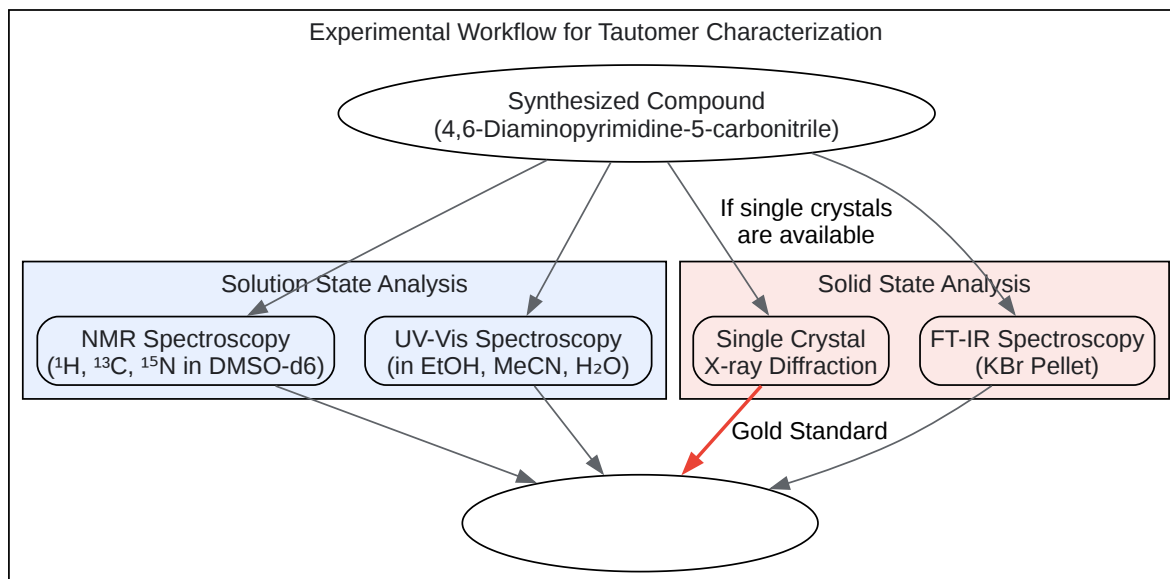 Experimental Workflow for Tautomer Characterization
Synthesized Compound
(4,6-Diaminopyrimidine-5-carbonitrile)
If single crystals
are available
Solution State Analysis
Solid State Analysis
NMR Spectroscopy
(¹H, ¹³C, ¹⁵N in DMSO-d6)
UV-Vis Spectroscopy
(in EtOH, MeCN, H₂O)
Single Crystal
X-ray Diffraction
FT-IR Spectroscopy
(KBr Pellet)
Gold Standard